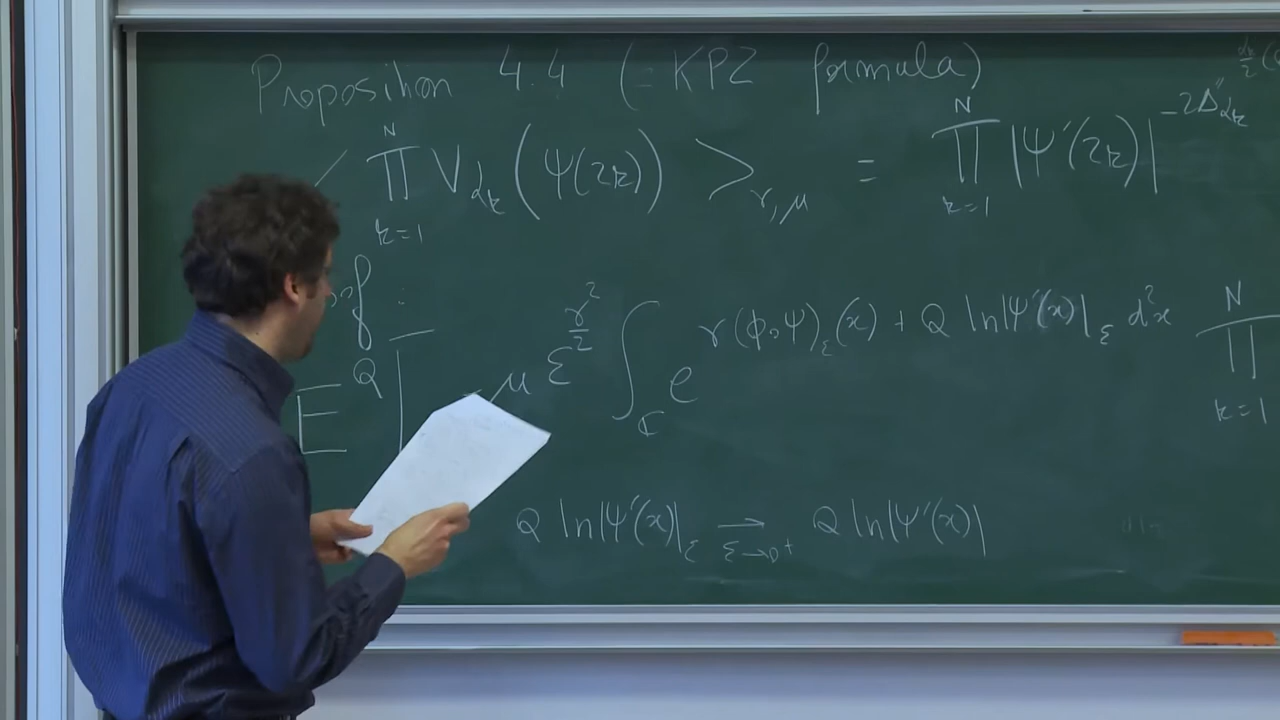 Proposition 4.4 (=KPZ formula)
⟨ ∏_{k=1}^{N} V_{α_k}(ψ(z_k)) ⟩_{γ,μ} = ∏_{k=1}^{N} |ψ'(z_k)|^{-2Δ_{α_k}}
oof :
E^Q [ -μ ε^{γ²/2} ∫_ℂ e^{γ(φ∘ψ)_ε(x) + Q ln|ψ'(x)|_ε} d²x ∏_{k=1}^{N}
Q ln|ψ'(x)|_ε →_{ε→0⁺} Q ln|ψ'(x)|